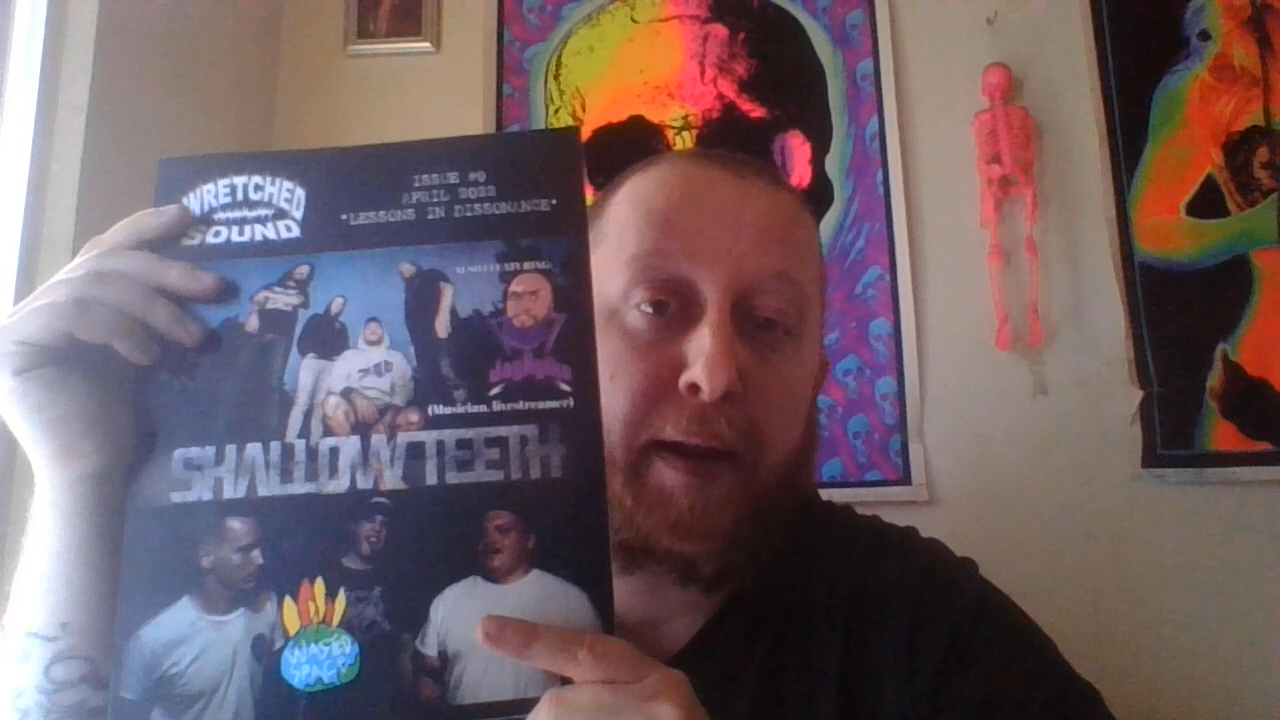 WRETCHED
SOUND
ISSUE #9
APRIL 2022
"LESSONS IN DISSONANCE"
ALSO FEATURING:
(Musician, livestreamer)
SHALLOW TEETH
WASTED
SPACE